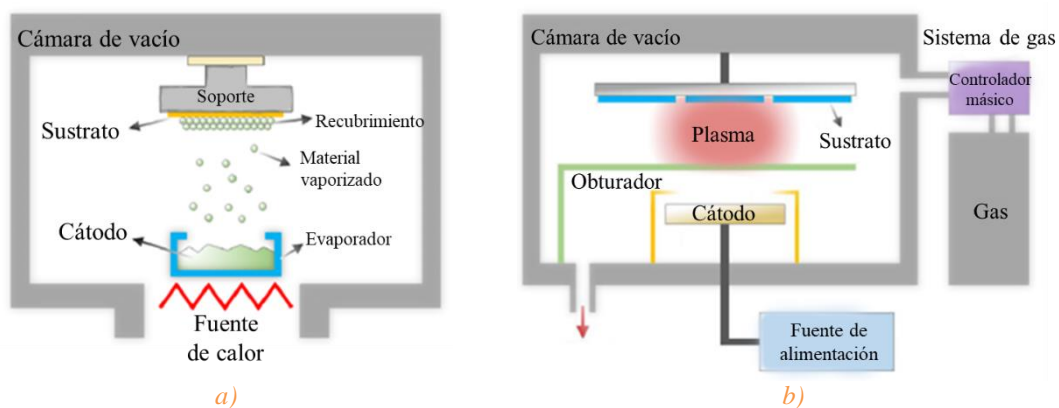 Cámara de vacío
Soporte
Sustrato
Recubrimiento
Material
vaporizado
Cátodo
Evaporador
Fuente
de calor
a)
Cámara de vacío
Sistema de gas
Controlador
másico
Plasma
Sustrato
Obturador
Cátodo
Gas
Fuente de
alimentación
b)